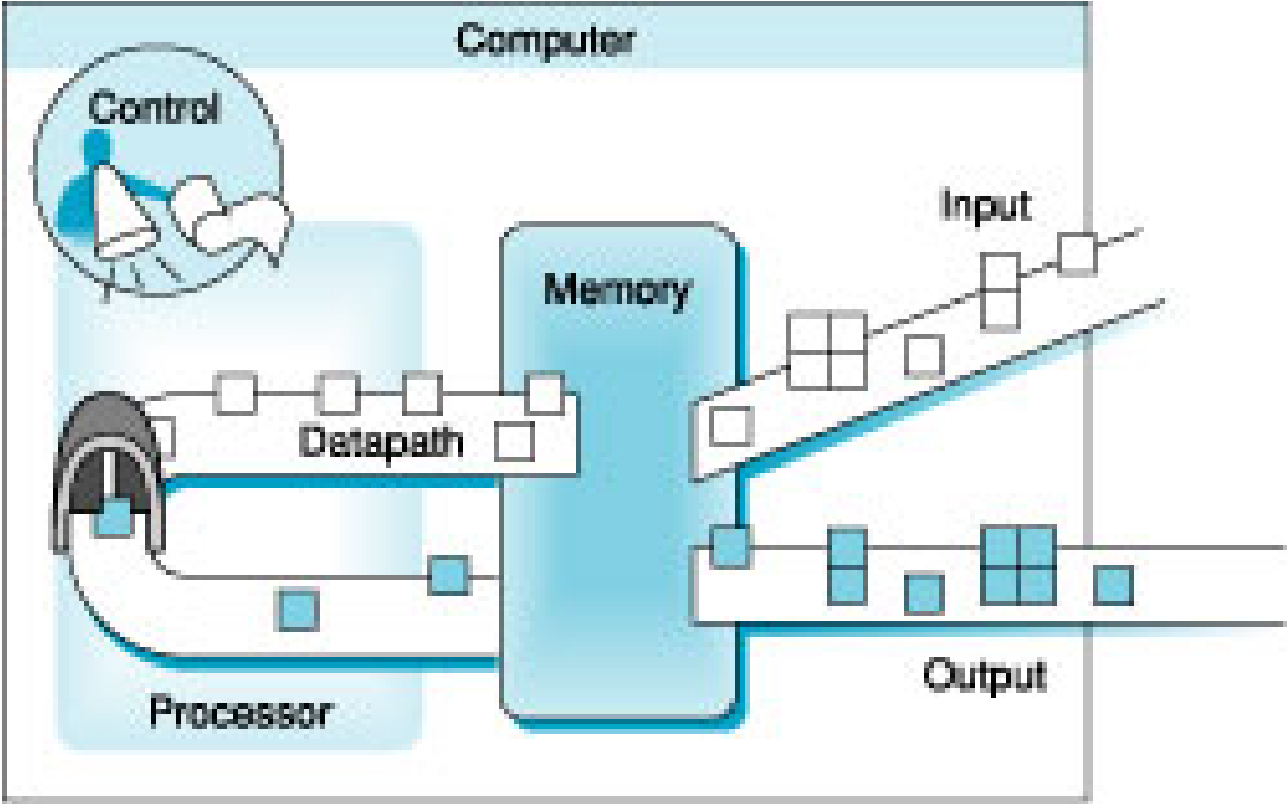 Computer
Control
Input
Memory
Datapath
Output
Processor